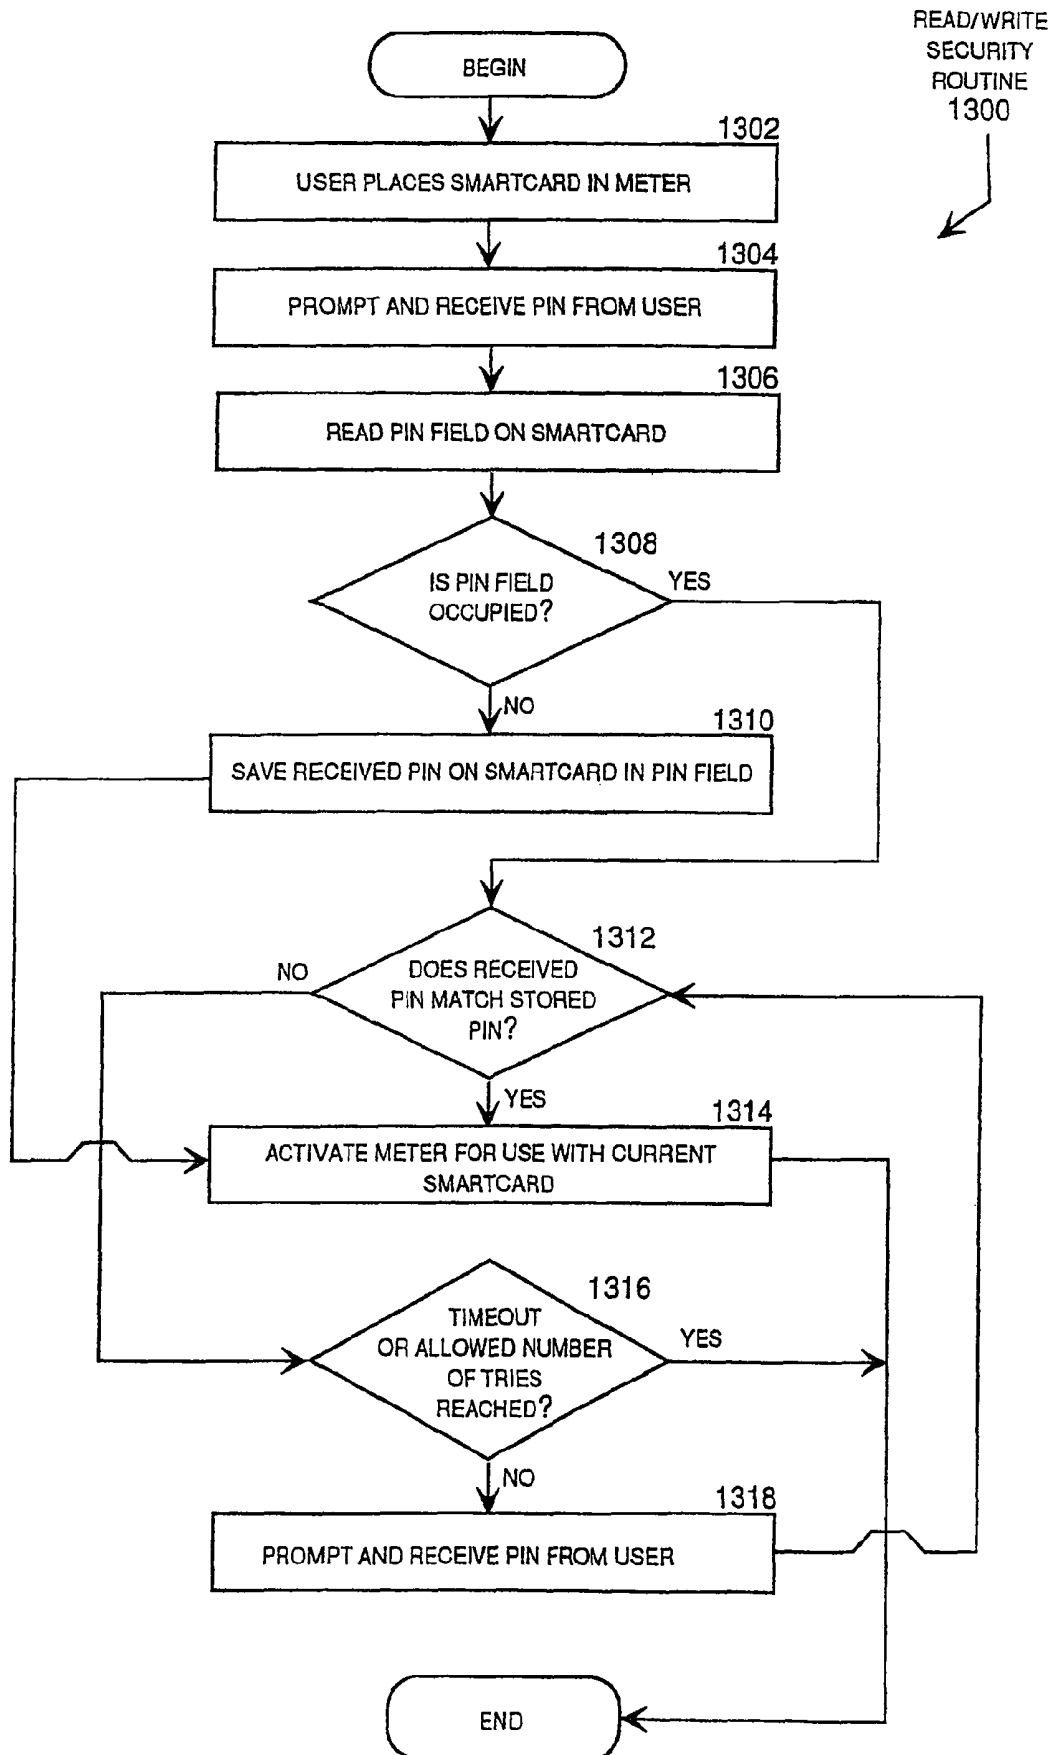 READ/WRITE
SECURITY
ROUTINE
1300
BEGIN
1302
USER PLACES SMARTCARD IN METER
1304
PROMPT AND RECEIVE PIN FROM USER
1306
READ PIN FIELD ON SMARTCARD
1308
IS PIN FIELD
OCCUPIED?
YES
NO
1310
SAVE RECEIVED PIN ON SMARTCARD IN PIN FIELD
1312
NO
DOES RECEIVED
PIN MATCH STORED
PIN?
YES
1314
ACTIVATE METER FOR USE WITH CURRENT
SMARTCARD
1316
TIMEOUT
OR ALLOWED NUMBER
OF TRIES
REACHED?
YES
NO
1318
PROMPT AND RECEIVE PIN FROM USER
END